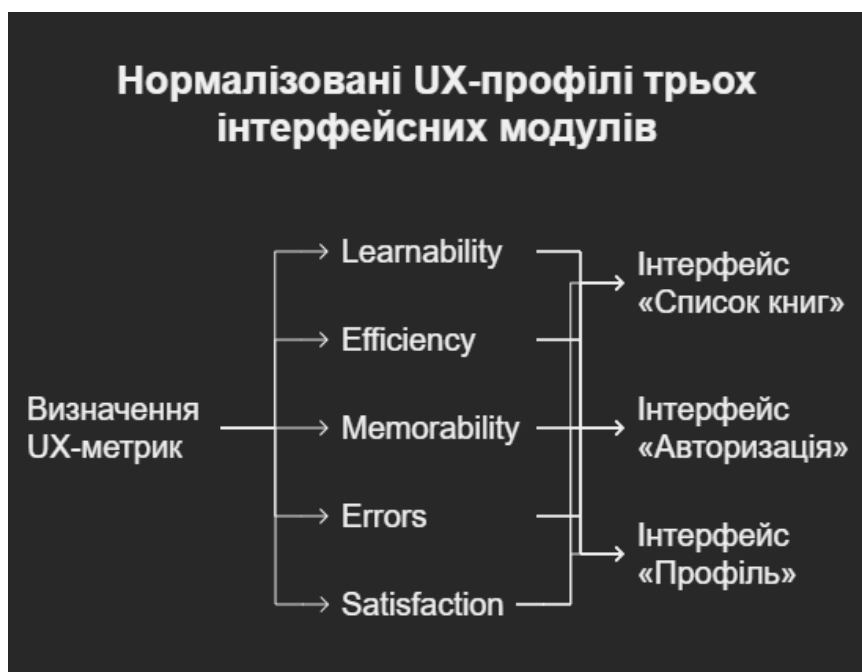 Нормалізовані UX-профілі трьох
інтерфейсних модулів
Визначення
UX-метрик
Learnability
Efficiency
Memorability
Errors
Satisfaction
Інтерфейс
«Список книг»
Інтерфейс
«Авторизація»
Інтерфейс
«Профіль»